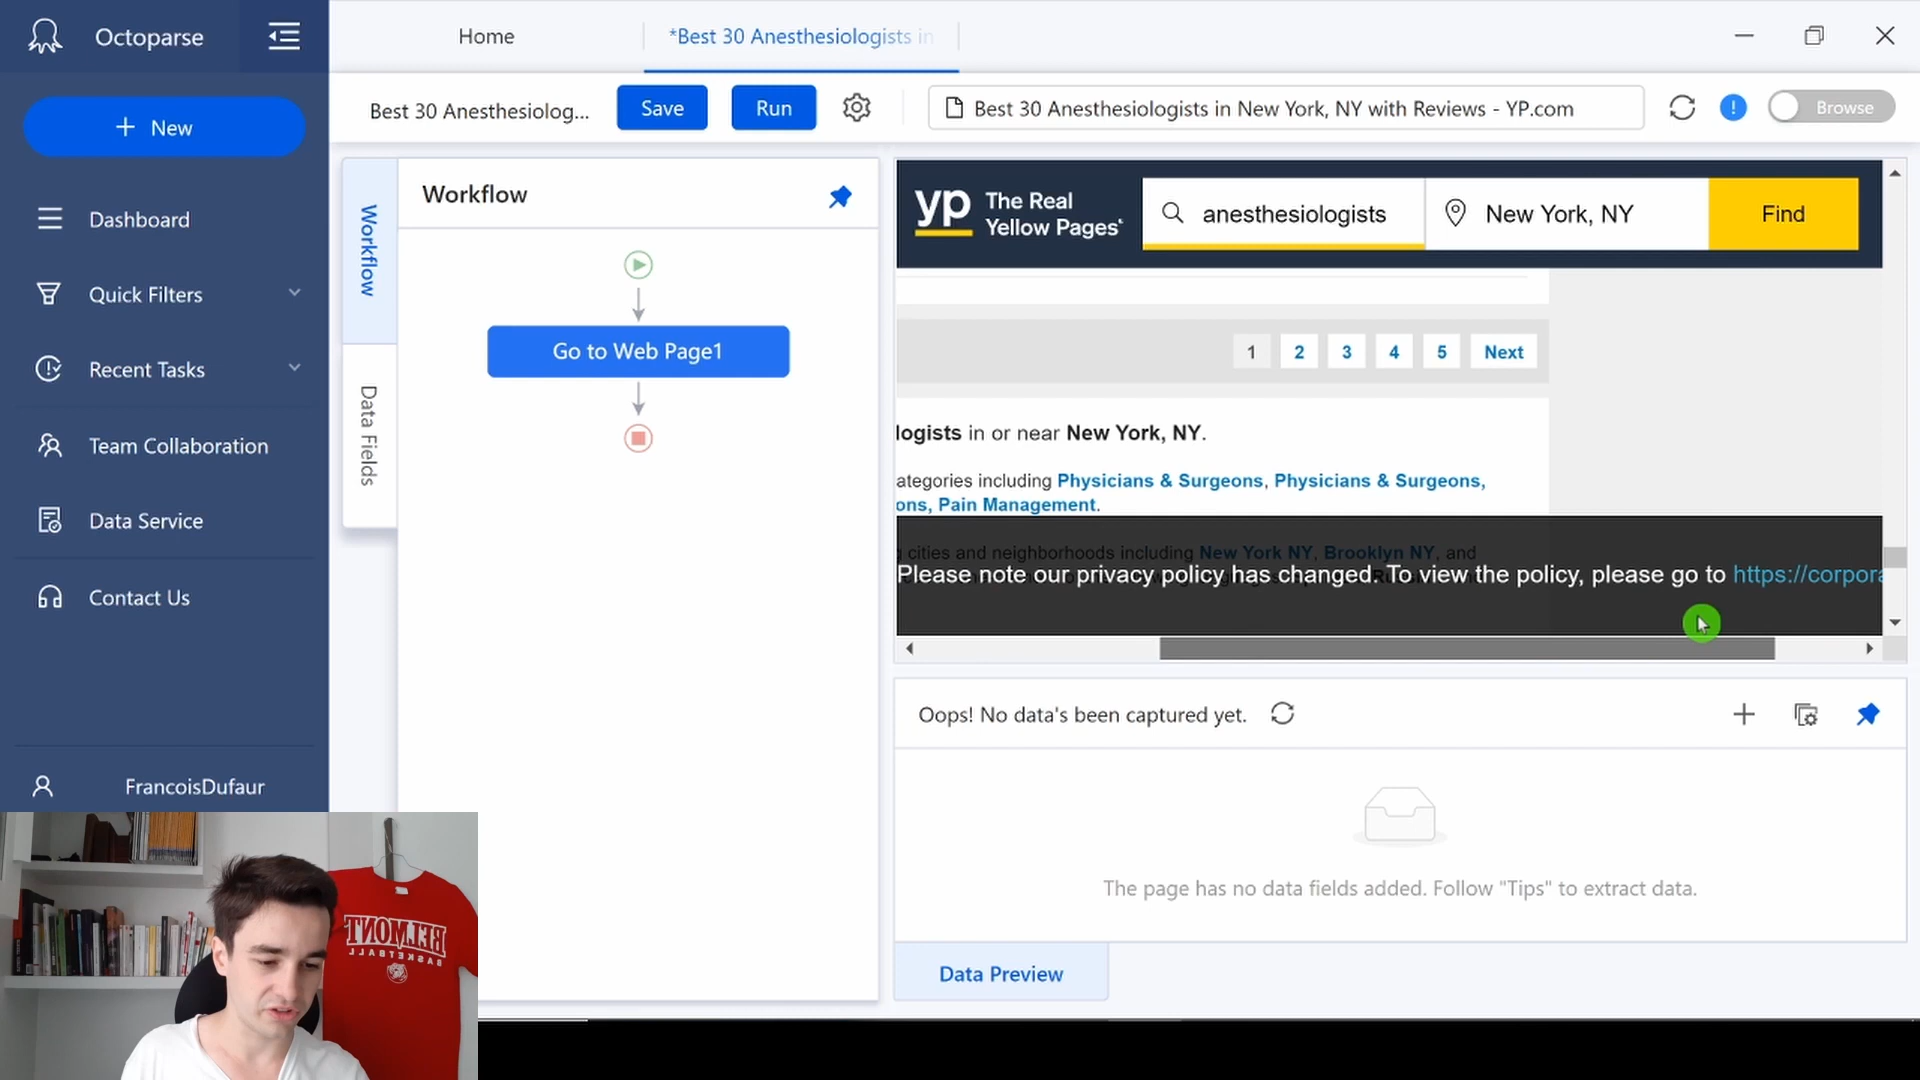 Octoparse
Home
*Best 30 Anesthesiologists in
New
Best 30 Anesthesiolog...
Save
Run
Best 30 Anesthesiologists in New York, NY with Reviews - YP.com
Browse
Dashboard
Quick Filters
Recent Tasks
Team Collaboration
Data Service
Contact Us
FrancoisDufaur
Workflow
Data Fields
Workflow
Go to Web Page1
yp
The Real
Yellow Pages
anesthesiologists
New York, NY
Find
1 2 3 4 5 Next
logists in or near New York, NY.
ategories including Physicians & Surgeons, Physicians & Surgeons,
ons, Pain Management.
cities and neighborhoods including New York NY, Brooklyn NY, and
Please note our privacy policy has changed. To view the policy, please go to https://corpora
Oops! No data's been captured yet.
The page has no data fields added. Follow "Tips" to extract data.
Data Preview
BELMONT
BASKETBALL